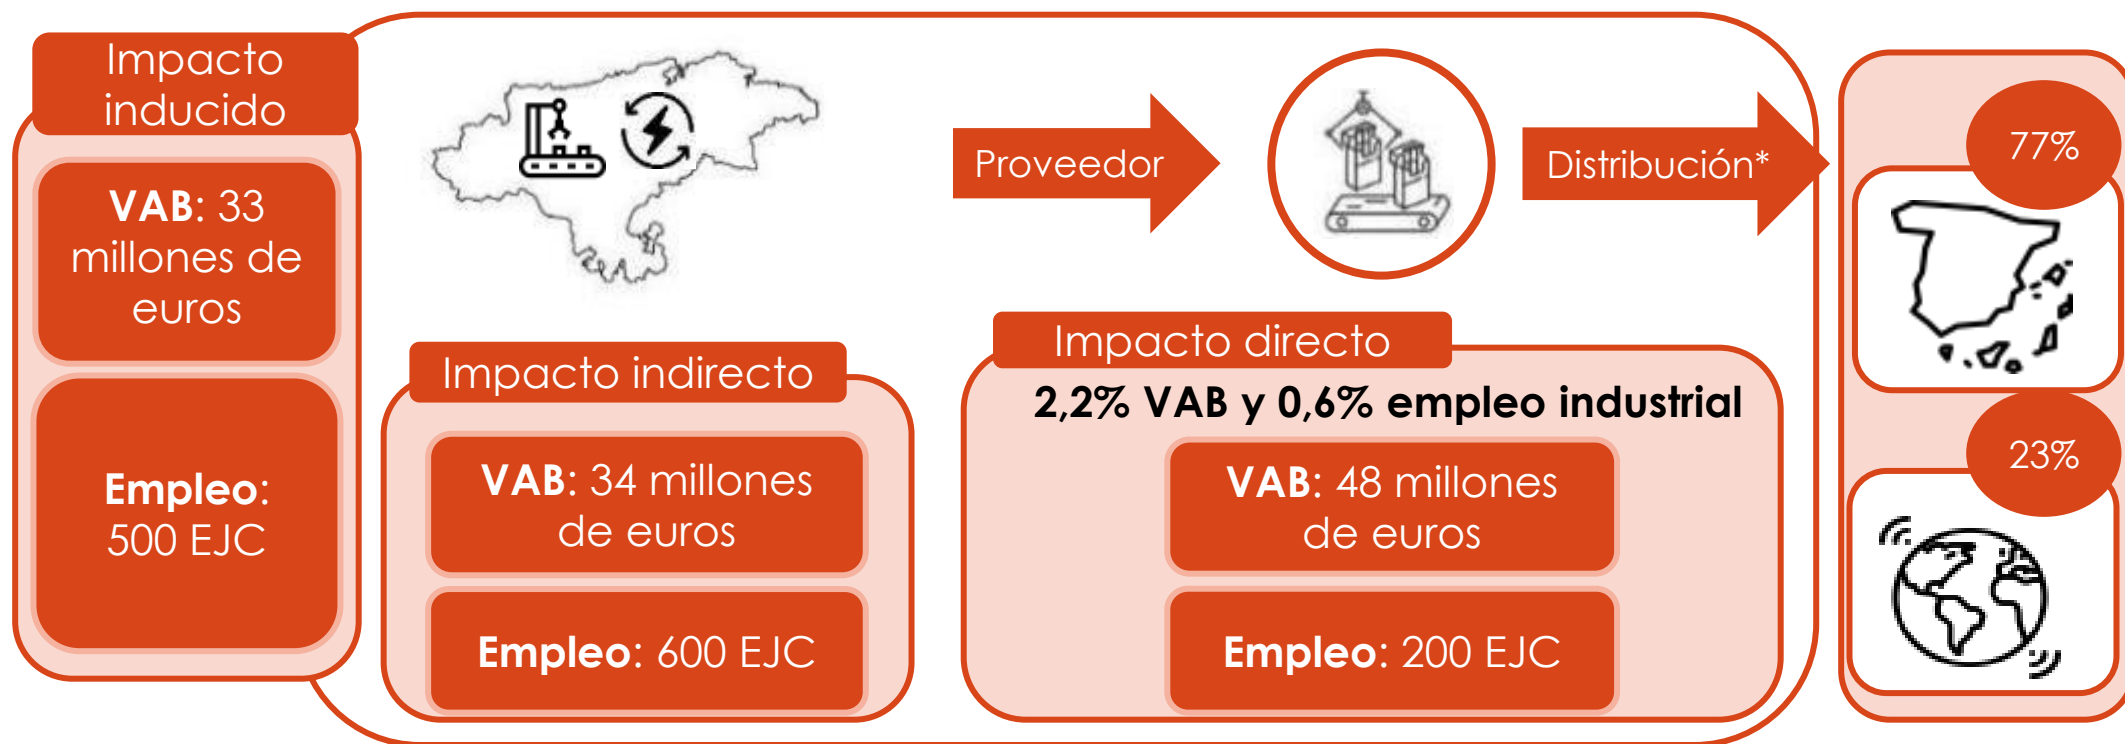 Impacto
inducido
VAB: 33
millones de
euros
Empleo:
500 EJC
Proveedor
Distribución*
Impacto indirecto
VAB: 34 millones
de euros
Empleo: 600 EJC
Impacto directo
2,2% VAB y 0,6% empleo industrial
VAB: 48 millones
de euros
Empleo: 200 EJC
77%
23%